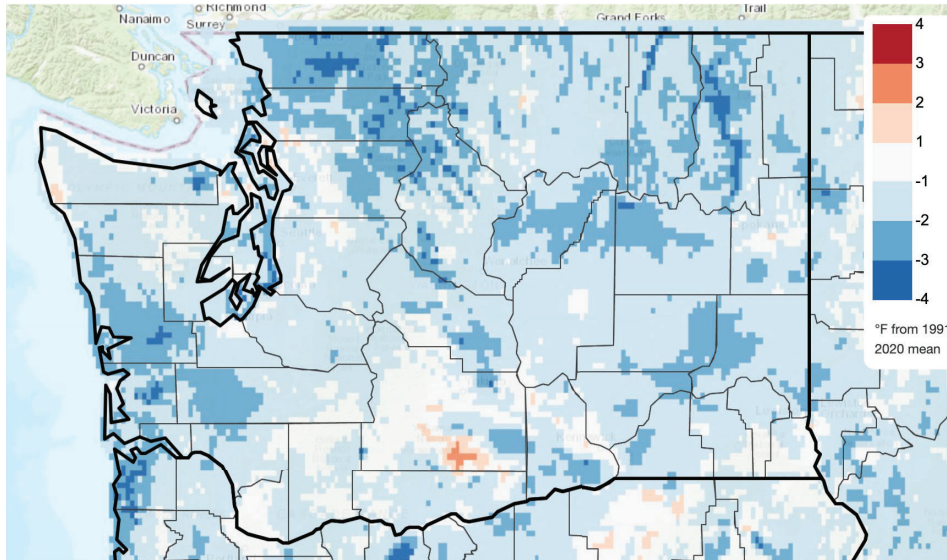 Richmond
Nanaimo
Surrey
Grand Forks
Trail
Duncan
Victoria
4
3
2
1
-1
-2
-3
-4
°F from 1991
2020 mean